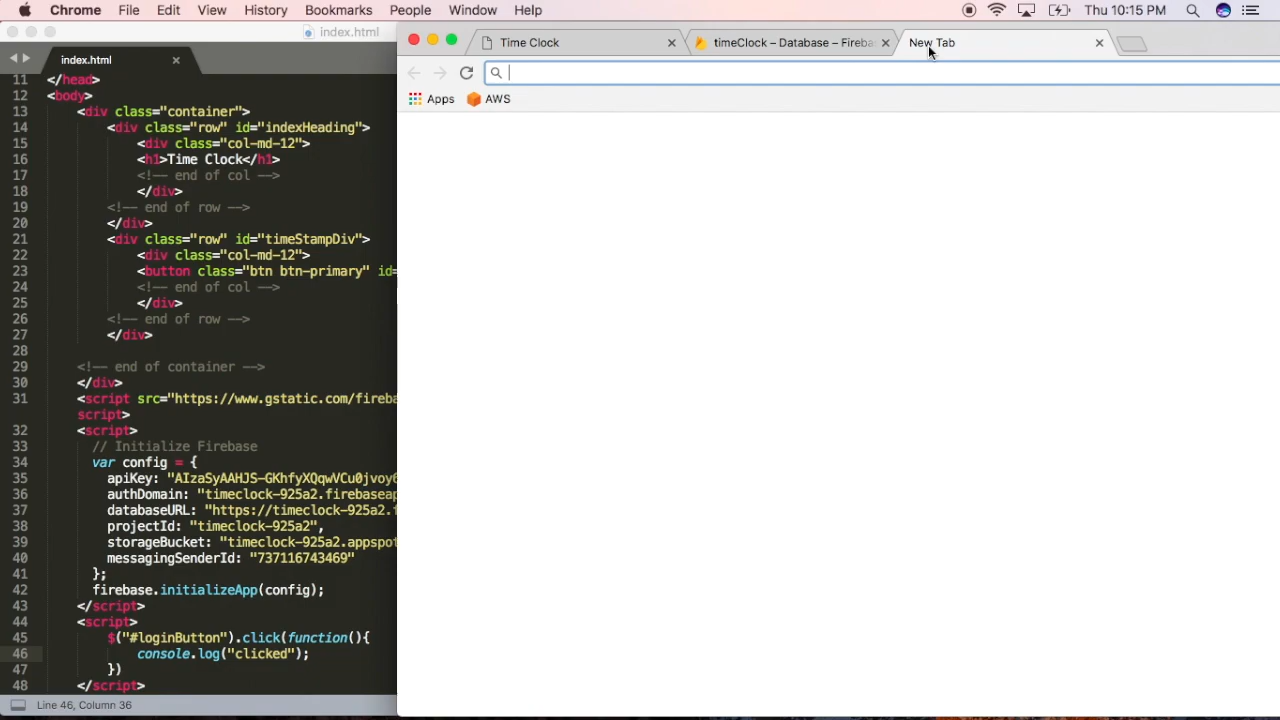 Chrome File Edit View History Bookmarks People Window Help Thu 10:15 PM
index.html
index.html
Time Clock
timeClock – Database – Fireba
New Tab
Apps AWS
11 </head>
12 <body>
13 <div class="container">
14 <div class="row" id="indexHeading">
15 <div class="col-md-12">
16 <h1>Time Clock</h1>
17 <!-- end of col -->
18 </div>
19 <!-- end of row -->
20 </div>
21 <div class="row" id="timeStampDiv">
22 <div class="col-md-12">
23 <button class="btn btn-primary" id=
24 <!-- end of col -->
25 </div>
26 <!-- end of row -->
27 </div>
28
29 <!-- end of container -->
30 </div>
31 <script src="https://www.gstatic.com/fireba
script>
32 <script>
33 // Initialize Firebase
34 var config = {
35 apiKey: "AIzaSyAAHJS-GKhfyXQqwVCu0jvoy6
36 authDomain: "timeclock-925a2.firebaseap
37 databaseURL: "https://timeclock-925a2.f
38 projectId: "timeclock-925a2",
39 storageBucket: "timeclock-925a2.appspot
40 messagingSenderId: "737116743469"
41 };
42 firebase.initializeApp(config);
43 </script>
44 <script>
45 $("#loginButton").click(function(){
46 console.log("clicked");
47 })
48 </script>
Line 46, Column 36